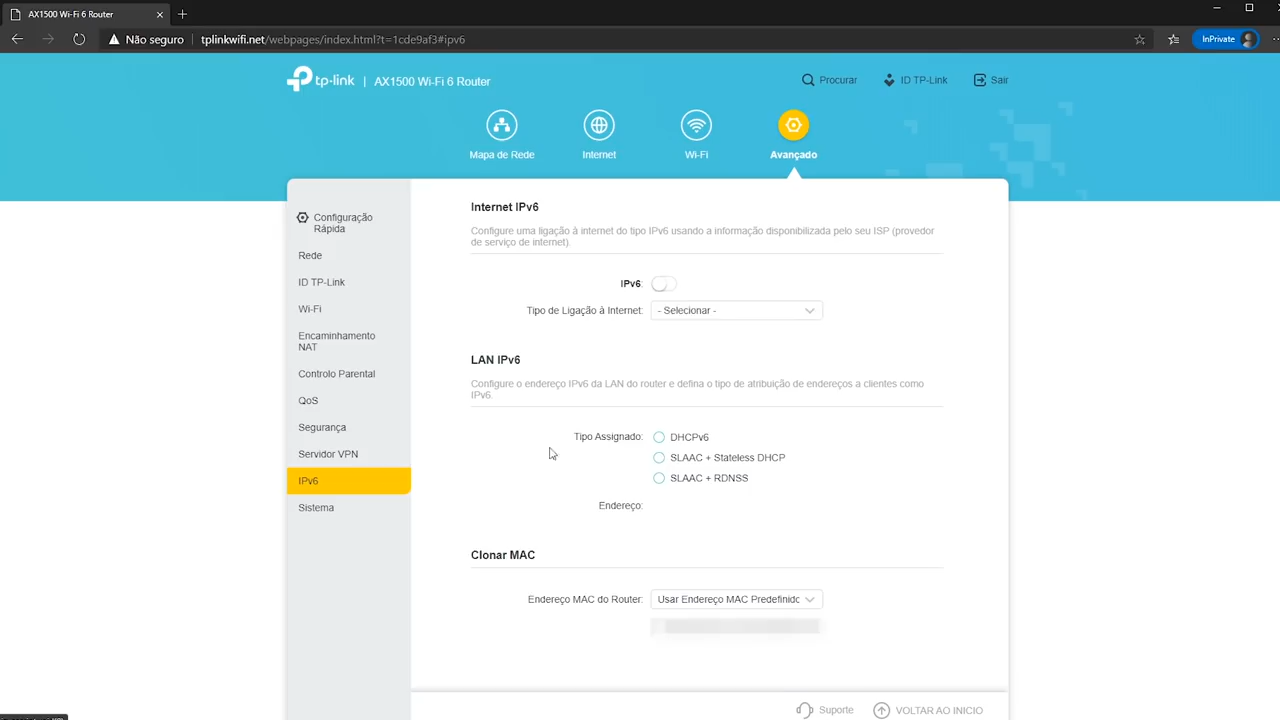 AX1500 Wi-Fi 6 Router
Não seguro
tplinkwifi.net/webpages/index.html?t=1cde9af3#ipv6
InPrivate
tp-link | AX1500 Wi-Fi 6 Router
Procurar
ID TP-Link
Sair
Mapa de Rede
Internet
Wi-Fi
Avançado
Configuração
Rápida
Rede
ID TP-Link
Wi-Fi
Encaminhamento
NAT
Controlo Parental
QoS
Segurança
Servidor VPN
IPv6
Sistema
Internet IPv6
Configure uma ligação à internet do tipo IPv6 usando a informação disponibilizada pelo seu ISP (provedor
de serviço de internet).
IPv6:
Tipo de Ligação à Internet: - Selecionar -
LAN IPv6
Configure o endereço IPv6 da LAN do router e defina o tipo de atribuição de endereços a clientes como
IPv6.
Tipo Assignado: DHCPv6
SLAAC + Stateless DHCP
SLAAC + RDNSS
Endereço:
Clonar MAC
Endereço MAC do Router: Usar Endereço MAC Predefinido
Suporte
VOLTAR AO INICIO